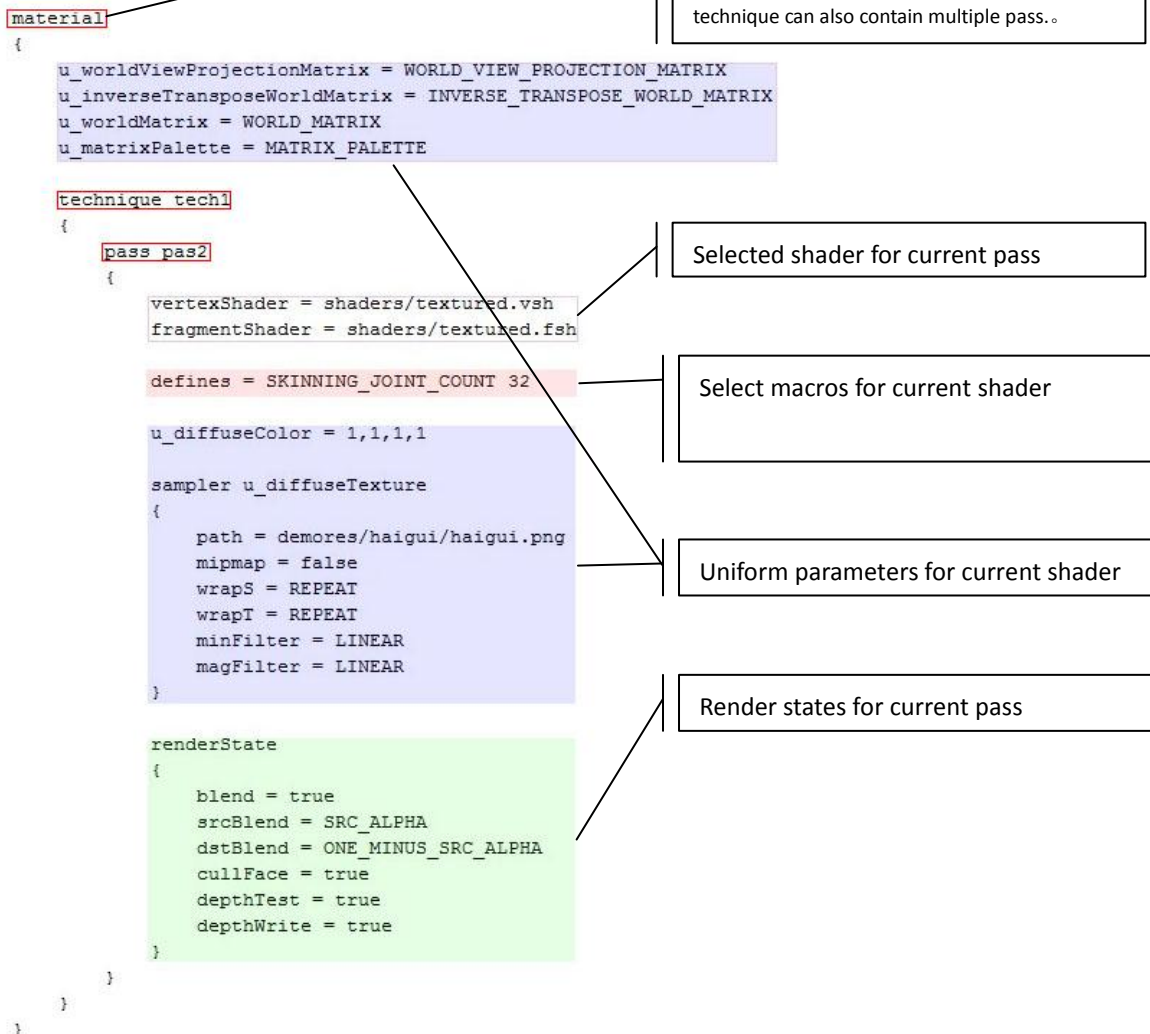 material
technique can also contain multiple pass.。
{
u_worldViewProjectionMatrix = WORLD_VIEW_PROJECTION_MATRIX
u_inverseTransposeWorldMatrix = INVERSE_TRANSPOSE_WORLD_MATRIX
u_worldMatrix = WORLD_MATRIX
u_matrixPalette = MATRIX_PALETTE
technique tech1
{
pass pas2
Selected shader for current pass
{
vertexShader = shaders/textured.vsh
fragmentShader = shaders/textured.fsh
defines = SKINNING_JOINT_COUNT 32
Select macros for current shader
u_diffuseColor = 1,1,1,1
sampler u_diffuseTexture
{
path = demores/haigui/haigui.png
mipmap = false
Uniform parameters for current shader
wrapS = REPEAT
wrapT = REPEAT
minFilter = LINEAR
magFilter = LINEAR
}
Render states for current pass
renderState
{
blend = true
srcBlend = SRC_ALPHA
dstBlend = ONE_MINUS_SRC_ALPHA
cullFace = true
depthTest = true
depthWrite = true
}
}
}
}